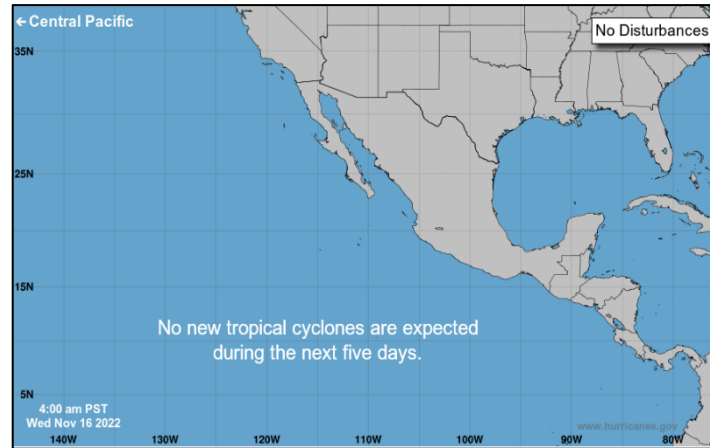 ← Central Pacific
No Disturbances
35N
25N
15N
No new tropical cyclones are expected
during the next five days.
5N
4:00 am PST
Wed Nov 16 2022
www.hurricanes.gov
140W
130W
120W
110W
100W
90W
80W